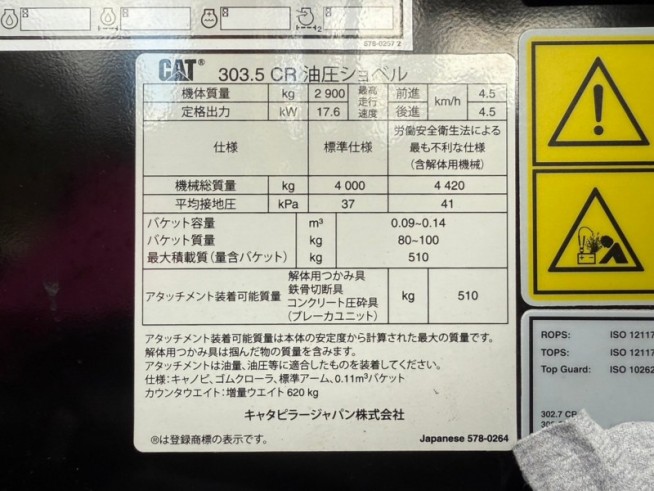 8 8 8 8
578-0257 2
CAT® 303.5 CR 油圧ショベル
機体質量 kg 2 900 最高走行速度 前進 km/h 4.5
定格出力 kW 17.6 後進 4.5
仕様 標準仕様 労働安全衛生法による
最も不利な仕様
(含解体用機械)
機械総質量 kg 4 000 4 420
平均接地圧 kPa 37 41
バケット容量 m³ 0.09~0.14
バケット質量 kg 80~100
最大積載質(量含バケット) kg 510
アタッチメント装着可能質量 解体用つかみ具 kg 510
鉄骨切断具
コンクリート圧砕具
(ブレーカユニット)
アタッチメント装着可能質量は本体の安定度から計算された最大の質量です。
解体用つかみ具は掴んだ物の質量を含みます。
アタッチメントは油量、油圧等に適合したものを装着してください。
仕様:キャノピ、ゴムクローラ、標準アーム、0.11m³バケット
カウンタウエイト:増量ウエイト 620 kg
キャタピラージャパン株式会社
®は登録商標の表示です。 Japanese 578-0264
ROPS: ISO 12117
TOPS: ISO 12117
Top Guard: ISO 10262
302.7 CR